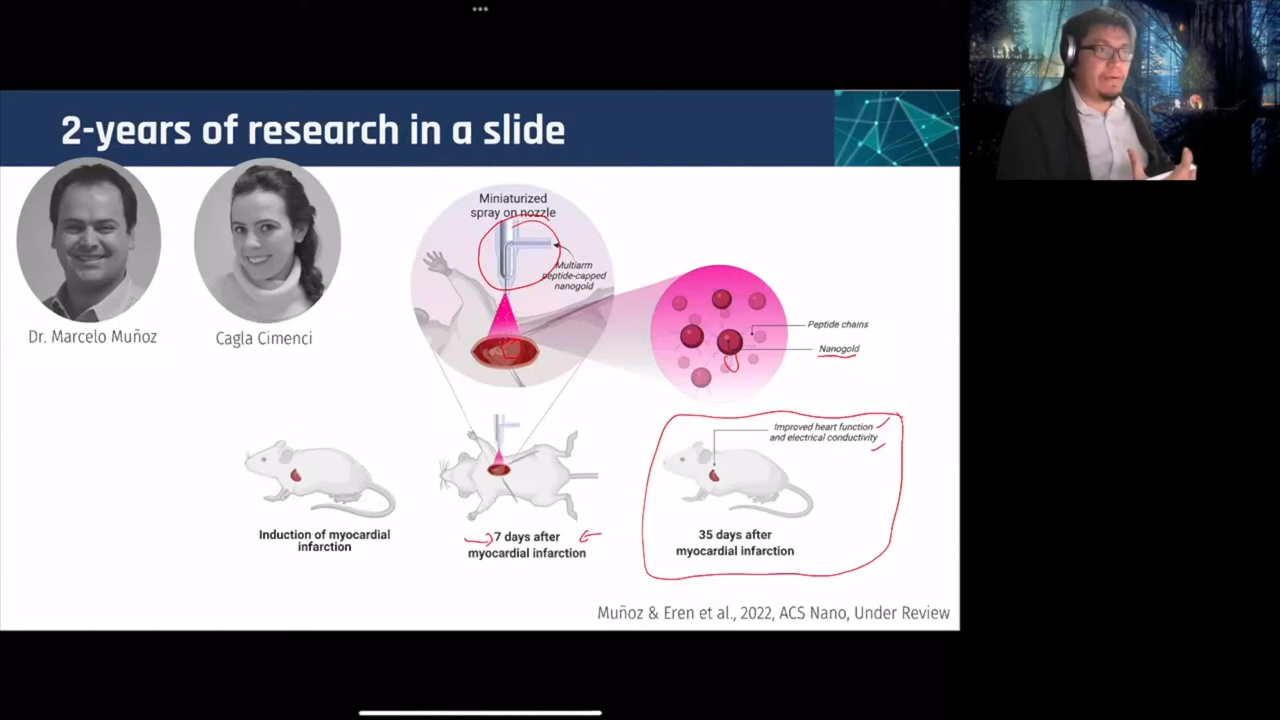 2-years of research in a slide
Dr. Marcelo Muñoz
Cagla Cimenci
Miniaturized
spray on nozzle
Multiarm
peptide-capped
nanogold
Peptide chains
Nanogold
Improved heart function
and electrical conductivity
Induction of myocardial
infarction
7 days after
myocardial infarction
35 days after
myocardial infarction
Muñoz & Eren et al., 2022, ACS Nano, Under Review